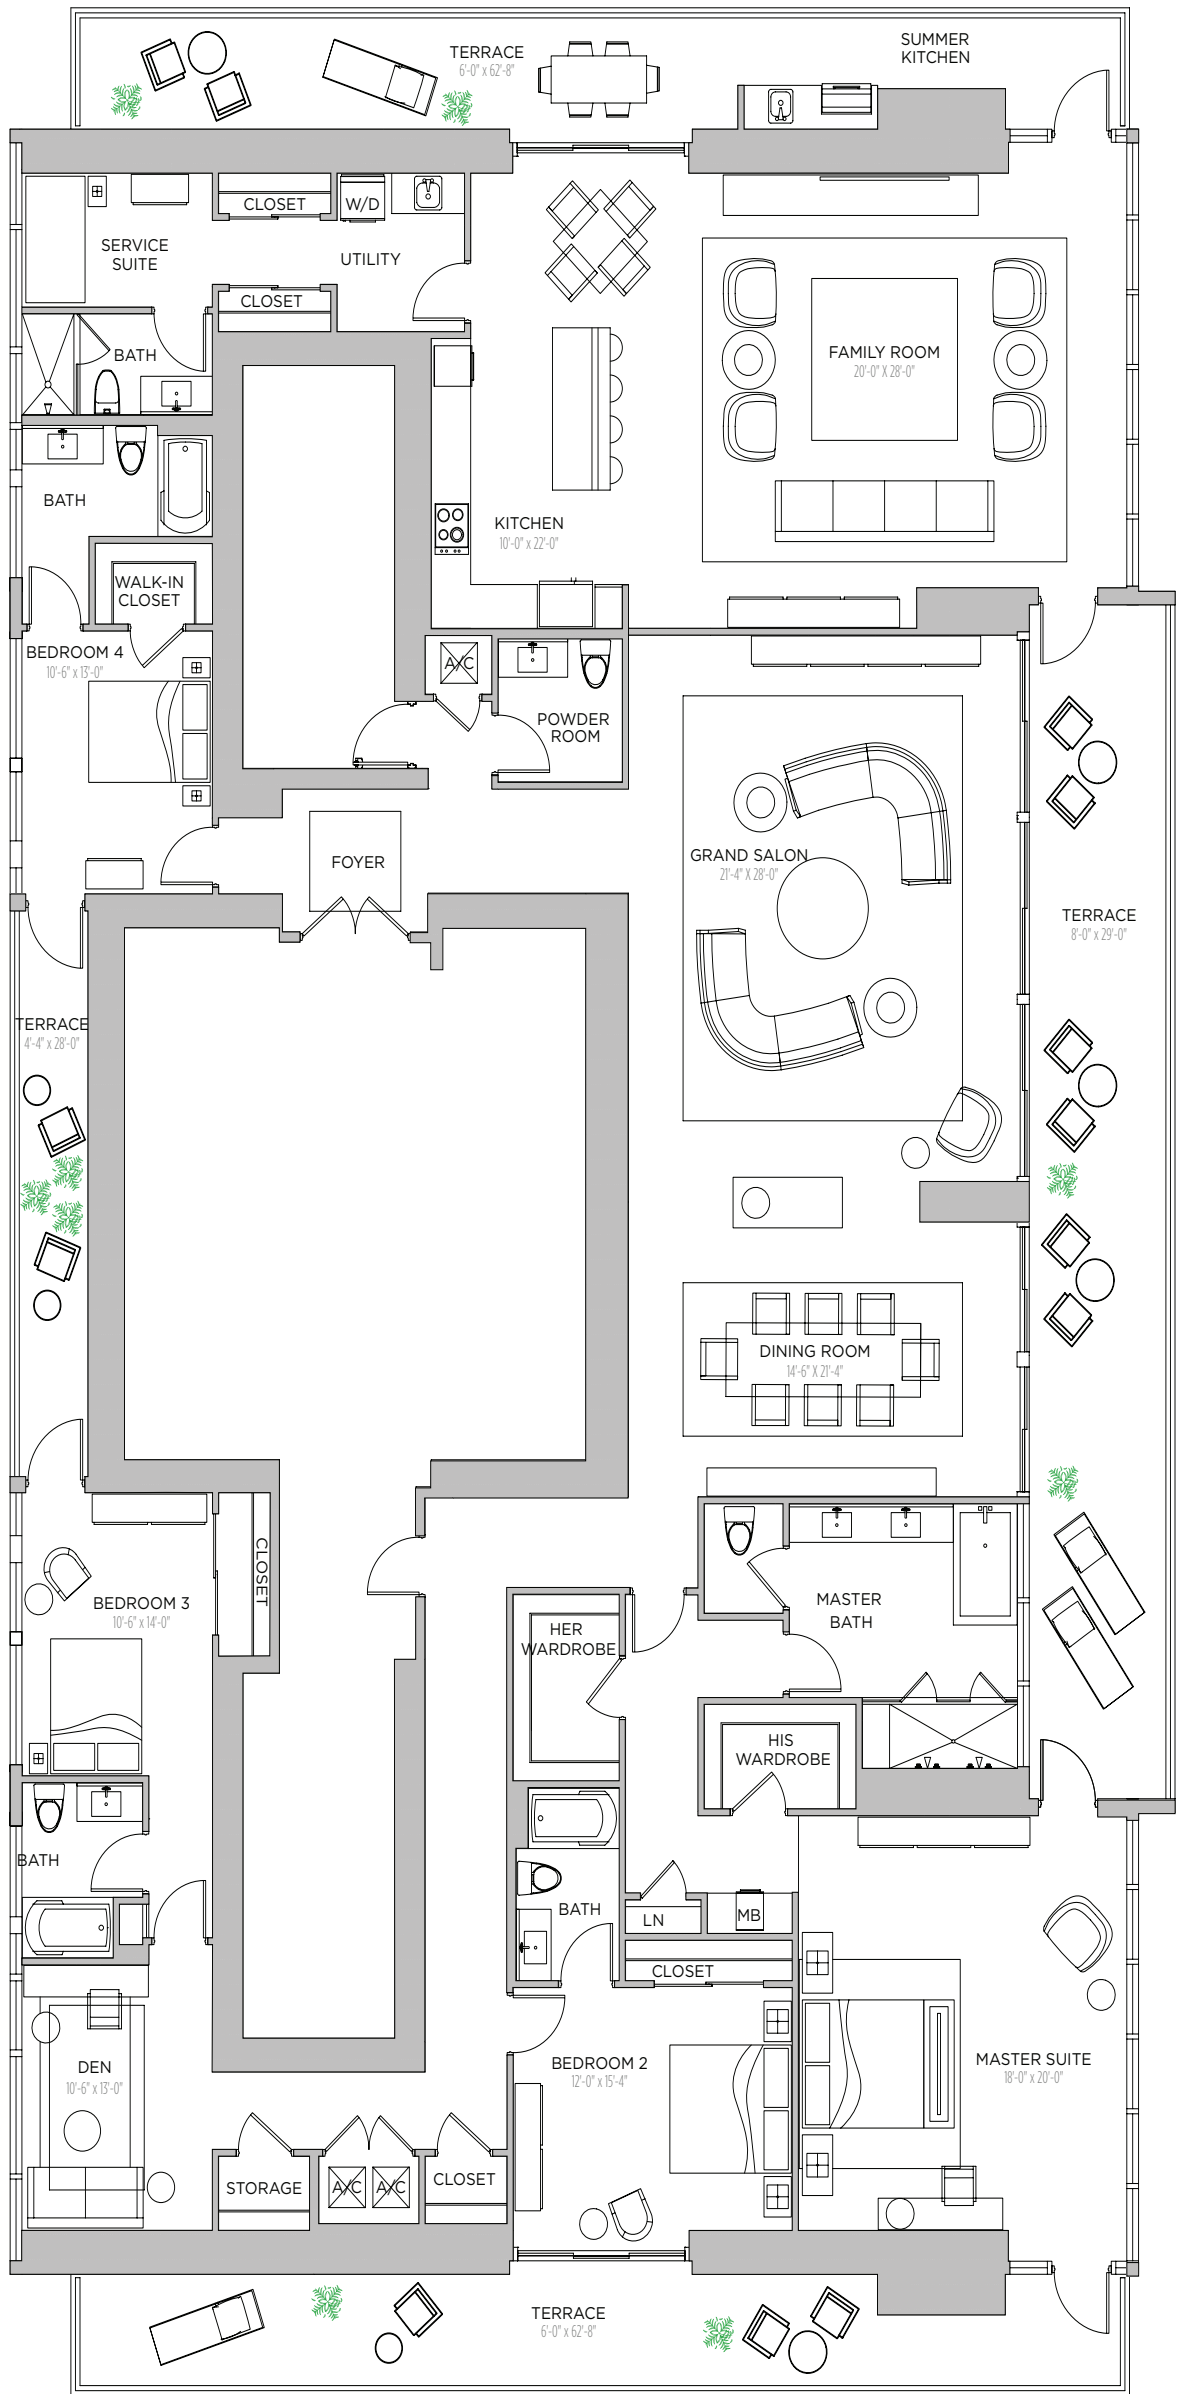 TERRACE
6'-0" x 62'-8"
SUMMER
KITCHEN
CLOSET
W/D
SERVICE
SUITE
UTILITY
CLOSET
BATH
FAMILY ROOM
20'-0" X 28'-0"
BATH
KITCHEN
10'-0" x 22'-0"
WALK-IN
CLOSET
BEDROOM 4
10'-6" x 13'-0"
A/C
POWDER
ROOM
FOYER
GRAND SALON
21'-4" X 28'-0"
TERRACE
8'-0" x 29'-0"
TERRACE
4'-4" x 28'-0"
DINING ROOM
14'-6" X 21'-4"
CLOSET
BEDROOM 3
10'-6" x 14'-0"
MASTER
BATH
HER
WARDROBE
HIS
WARDROBE
BATH
BATH
LN
MB
CLOSET
DEN
10'-6" x 13'-0"
BEDROOM 2
12'-0" x 15'-4"
MASTER SUITE
18'-0" x 20'-0"
STORAGE
A/C
A/C
CLOSET
TERRACE
6'-0" x 62'-8"